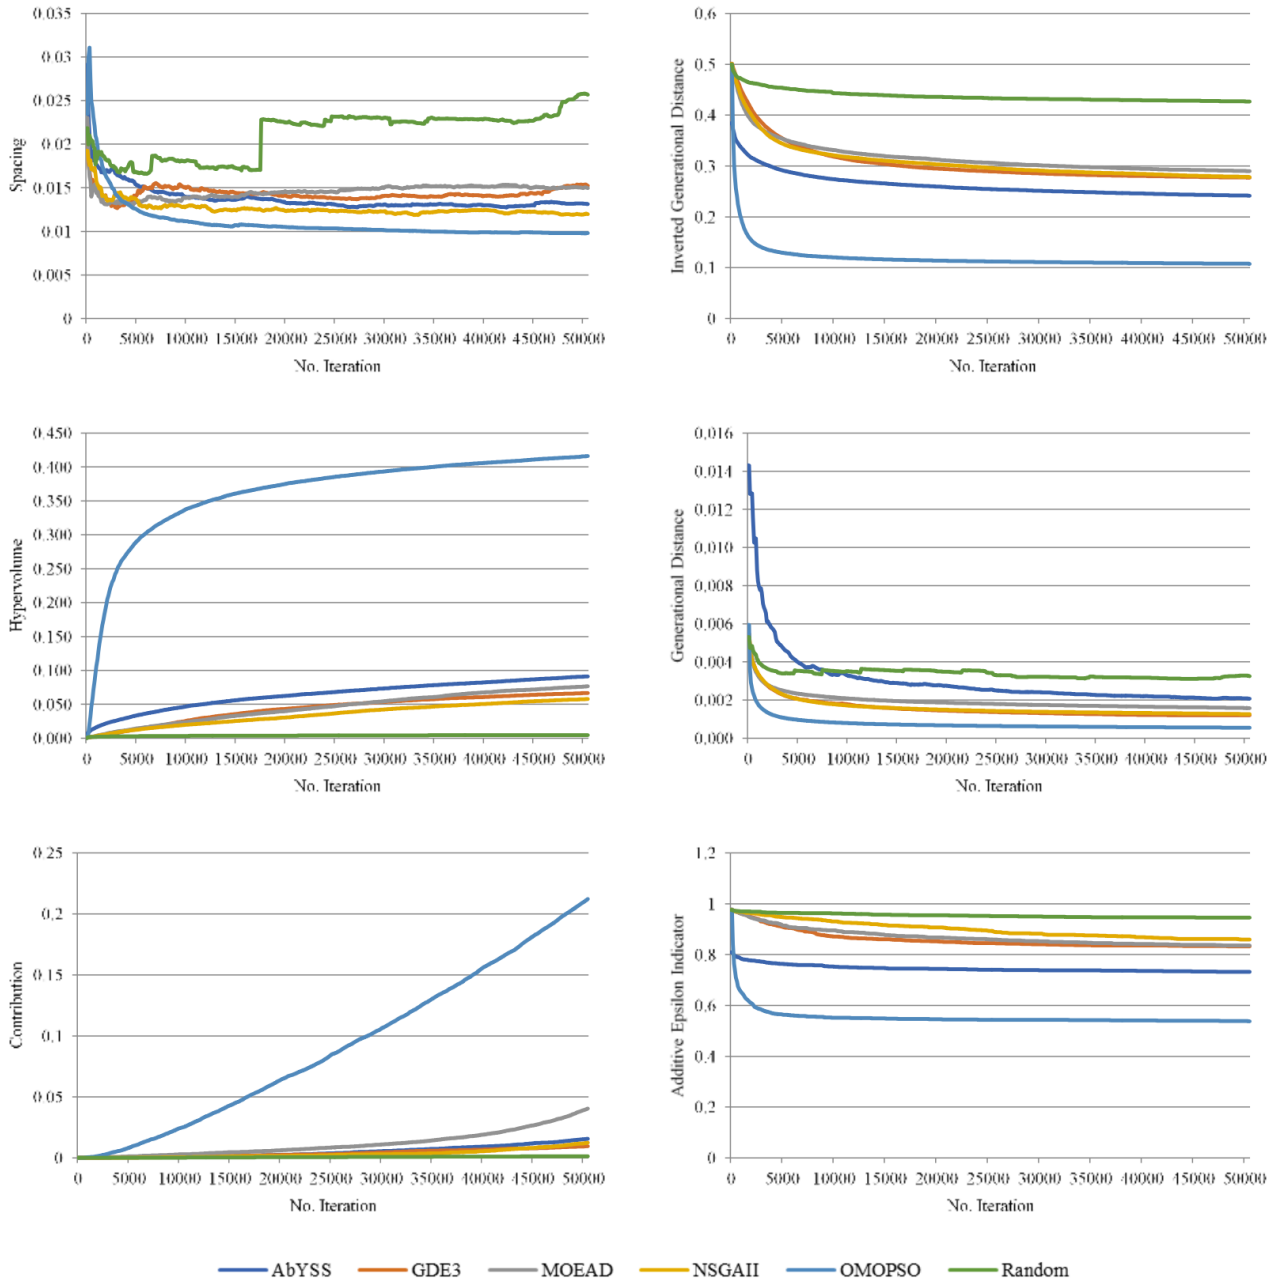 Spacing
0.035
0.03
0.025
0.02
0.015
0.01
0.005
0
0 5000 10000 15000 20000 25000 30000 35000 40000 45000 50000
No. Iteration
Inverted Generational Distance
0.6
0.5
0.4
0.3
0.2
0.1
0
0 5000 10000 15000 20000 25000 30000 35000 40000 45000 50000
No. Iteration
Hypervolume
0.450
0.400
0.350
0.300
0.250
0.200
0.150
0.100
0.050
0.000
0 5000 10000 15000 20000 25000 30000 35000 40000 45000 50000
No. Iteration
Generational Distance
0.016
0.014
0.012
0.010
0.008
0.006
0.004
0.002
0.000
0 5000 10000 15000 20000 25000 30000 35000 40000 45000 50000
No. Iteration
Contribution
0.25
0.2
0.15
0.1
0.05
0
0 5000 10000 15000 20000 25000 30000 35000 40000 45000 50000
No. Iteration
Additive Epsilon Indicator
1.2
1
0.8
0.6
0.4
0.2
0
0 5000 10000 15000 20000 25000 30000 35000 40000 45000 50000
No. Iteration
AbYSS GDE3 MOEAD NSGAII OMOPSO Random